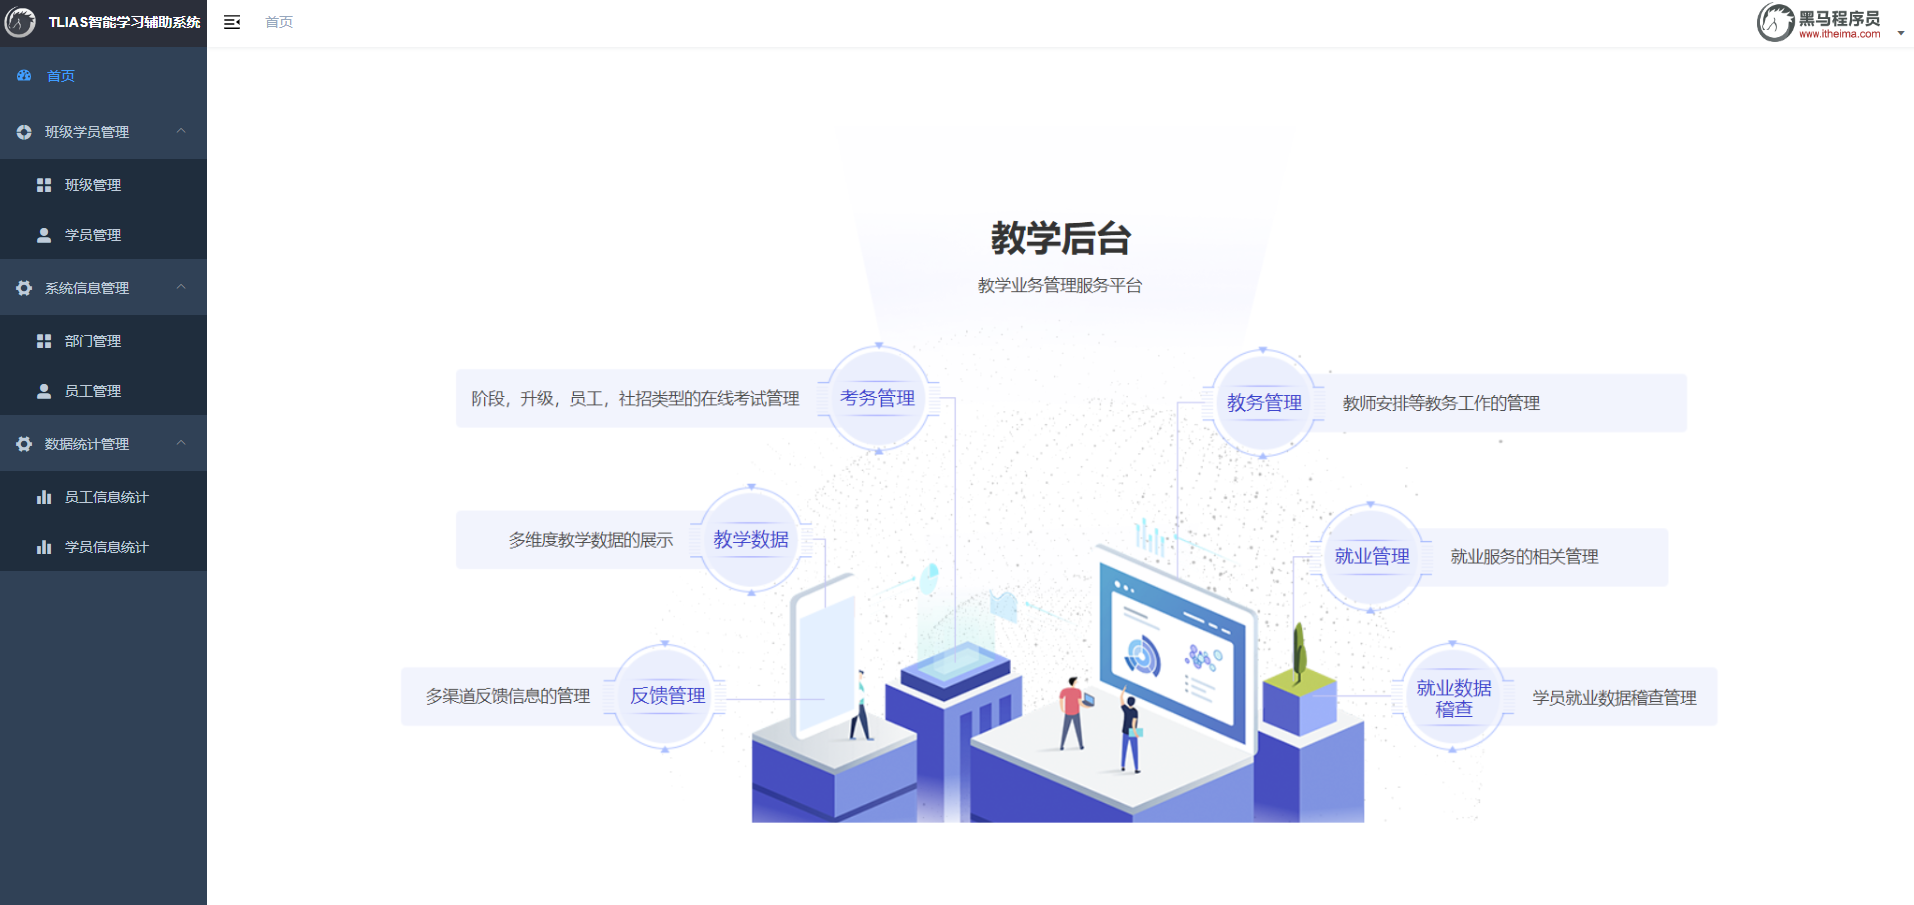 TLIAS智能学习辅助系统
首页
黑马程序员
www.itheima.com
首页
班级学员管理
班级管理
学员管理
系统信息管理
部门管理
员工管理
数据统计管理
员工信息统计
学员信息统计
教学后台
教学业务管理服务平台
阶段，升级，员工，社招类型的在线考试管理
考务管理
教务管理
教师安排等教务工作的管理
多维度教学数据的展示
教学数据
就业管理
就业服务的相关管理
多渠道反馈信息的管理
反馈管理
就业数据
稽查
学员就业数据稽查管理